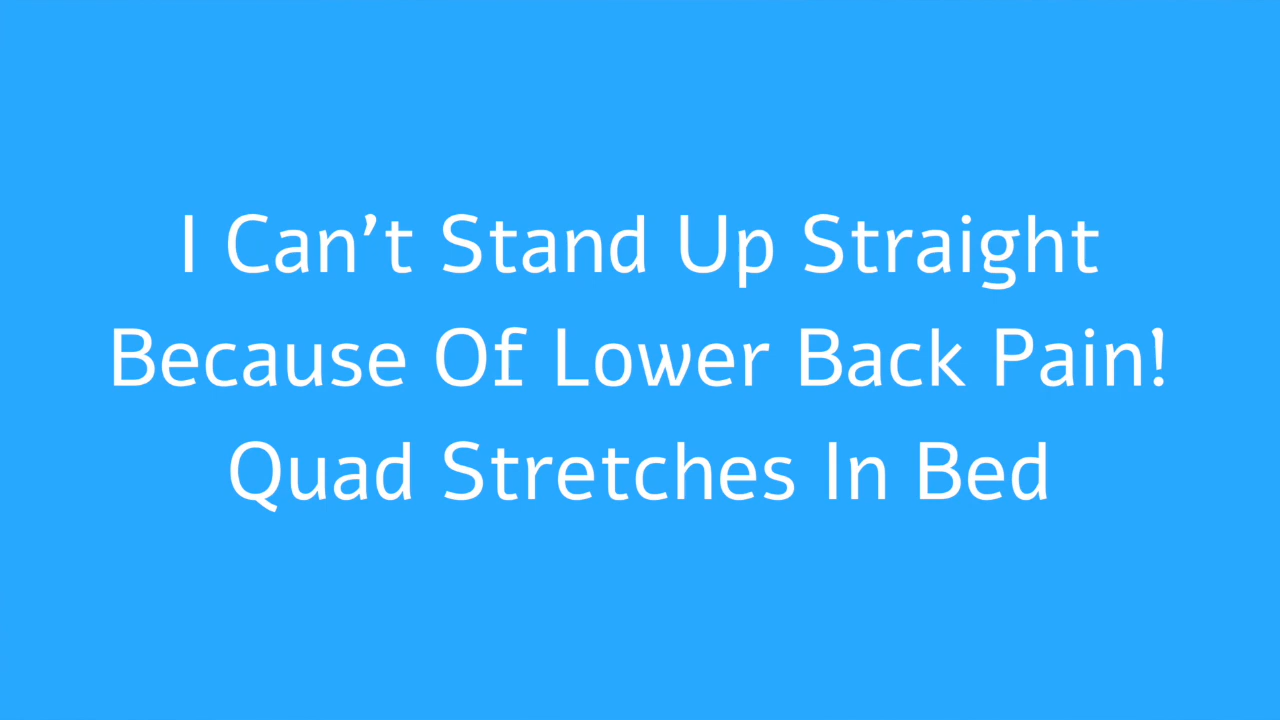 I Can’t Stand Up Straight
Because Of Lower Back Pain!
Quad Stretches In Bed